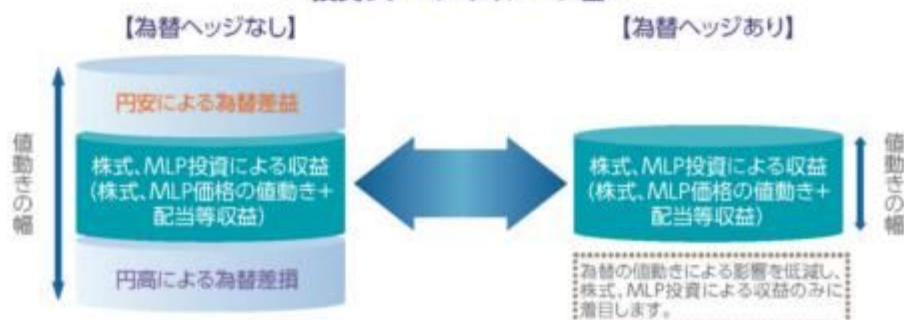 【為替ヘッジなし】
【為替ヘッジあり】
値動きの幅
円安による為替差益
株式、MLP投資による収益
(株式、MLP価格の値動き+
配当等収益)
円高による為替差損
株式、MLP投資による収益
(株式、MLP価格の値動き+
配当等収益)
値動きの幅
為替の値動きによる影響を低減し、
株式、MLP投資による収益のみに
着目します。